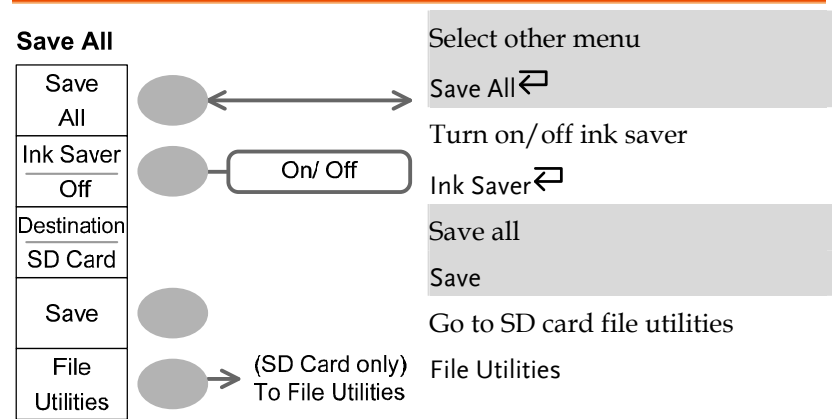 Save All
Save
All
Ink Saver
Off
On/ Off
Destination
SD Card
Save
File
Utilities
(SD Card only)
To File Utilities
Select other menu
Save All
Turn on/off ink saver
Ink Saver
Save all
Save
Go to SD card file utilities
File Utilities